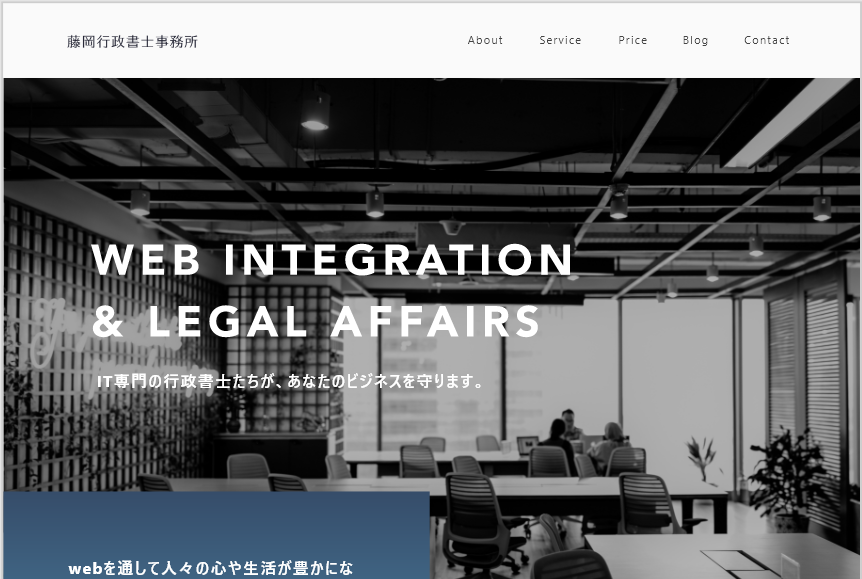 藤岡行政書士事務所
About Service Price Blog Contact
WEB INTEGRATION
& LEGAL AFFAIRS
IT専門の行政書士たちが、あなたのビジネスを守ります。
webを通して人々の心や生活が豊かにな